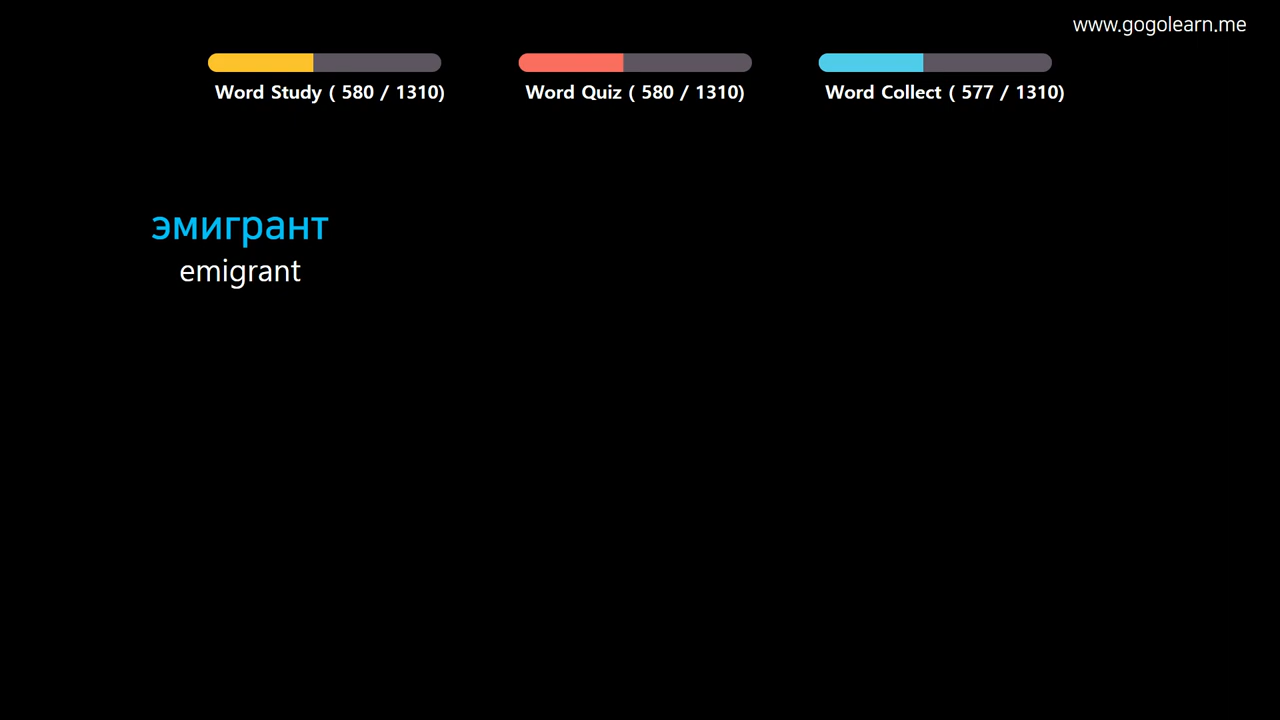 www.gogolearn.me
Word Study ( 580 / 1310)
Word Quiz ( 580 / 1310)
Word Collect ( 577 / 1310)
эмигрант
emigrant